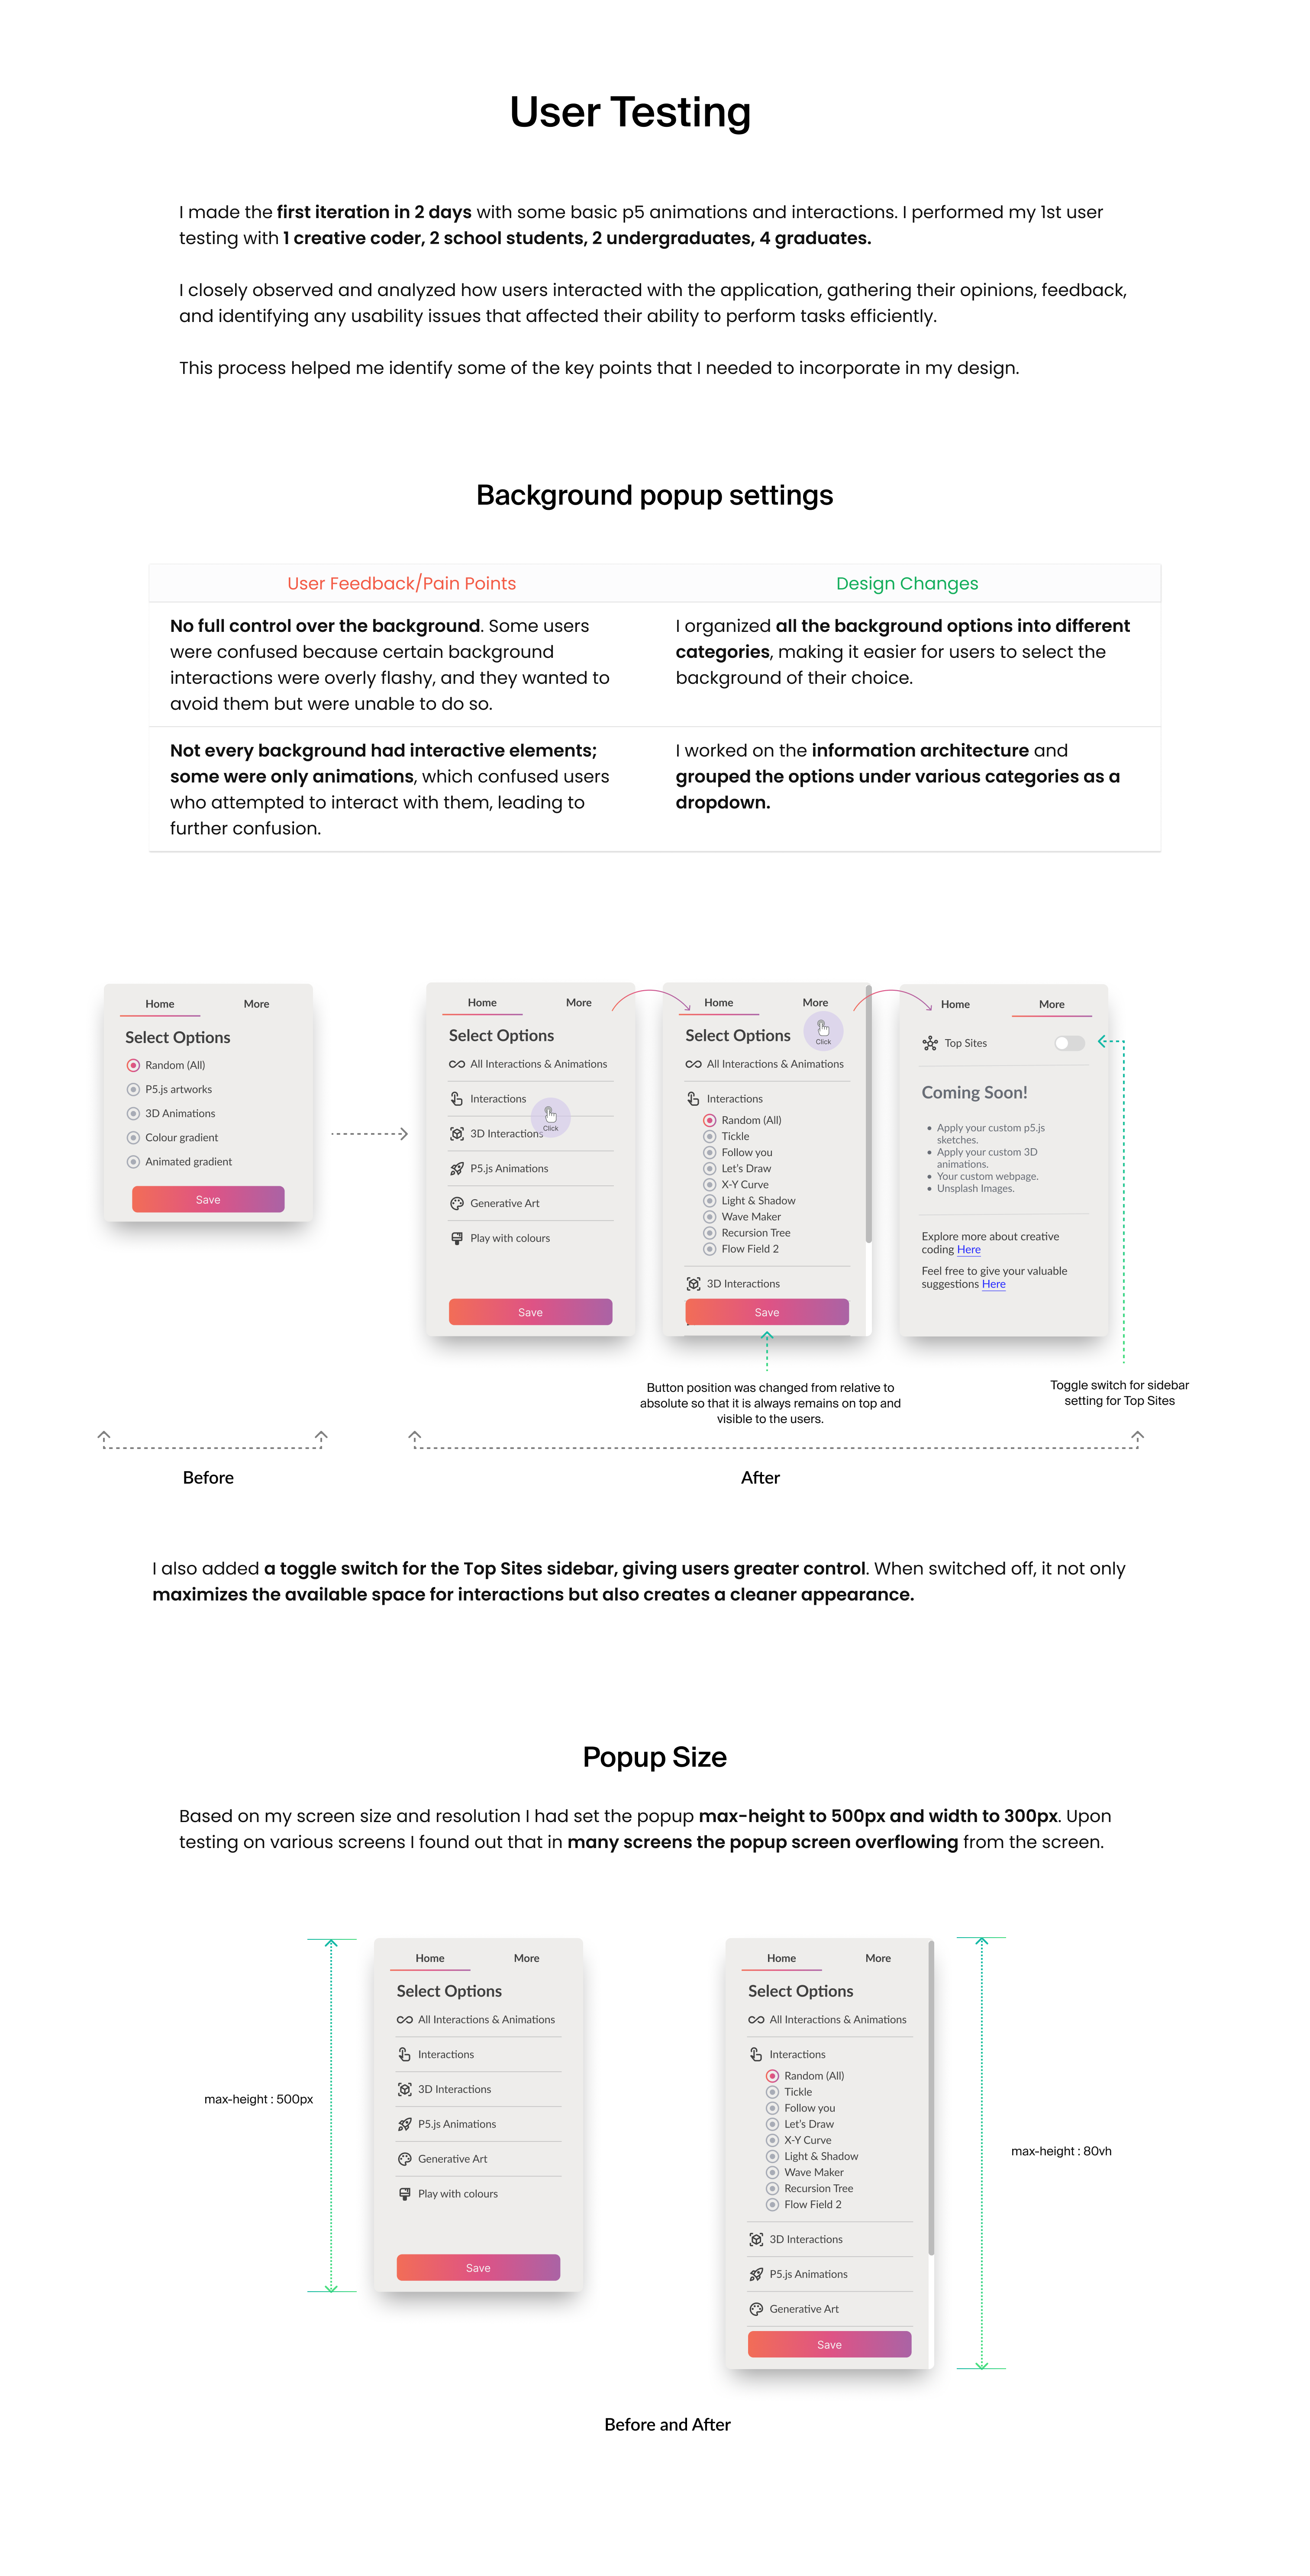 User Testing
I made the first iteration in 2 days with some basic p5 animations and interactions. I performed my 1st user
testing with 1 creative coder, 2 school students, 2 undergraduates, 4 graduates.
I closely observed and analyzed how users interacted with the application, gathering their opinions, feedback,
and identifying any usability issues that affected their ability to perform tasks efficiently.
This process helped me identify some of the key points that I needed to incorporate in my design.
Background popup settings
User Feedback/Pain Points
Design Changes
No full control over the background. Some users
were confused because certain background
interactions were overly flashy, and they wanted to
avoid them but were unable to do so.
I organized all the background options into different
categories, making it easier for users to select the
background of their choice.
Not every background had interactive elements;
some were only animations, which confused users
who attempted to interact with them, leading to
further confusion.
I worked on the information architecture and
grouped the options under various categories as a
dropdown.
Home More
Select Options
Random (All)
P5.js artworks
3D Animations
Colour gradient
Animated gradient
Save
Home More
Select Options
All Interactions & Animations
Interactions
Click
3D Interactions
P5.js Animations
Generative Art
Play with colours
Save
Home More
Click
Select Options
All Interactions & Animations
Interactions
Random (All)
Tickle
Follow you
Let's Draw
X-Y Curve
Light & Shadow
Wave Maker
Recursion Tree
Flow Field 2
3D Interactions
Save
Home More
Top Sites
Coming Soon!
• Apply your custom p5.js
sketches.
• Apply your custom 3D
animations.
• Your custom webpage.
• Unsplash Images.
Explore more about creative
coding Here
Feel free to give your valuable
suggestions Here
Button position was changed from relative to
absolute so that it is always remains on top and
visible to the users.
Toggle switch for sidebar
setting for Top Sites
Before
After
I also added a toggle switch for the Top Sites sidebar, giving users greater control. When switched off, it not only
maximizes the available space for interactions but also creates a cleaner appearance.
Popup Size
Based on my screen size and resolution I had set the popup max-height to 500px and width to 300px. Upon
testing on various screens I found out that in many screens the popup screen overflowing from the screen.
max-height : 500px
Home More
Select Options
All Interactions & Animations
Interactions
3D Interactions
P5.js Animations
Generative Art
Play with colours
Save
Home More
Select Options
All Interactions & Animations
Interactions
Random (All)
Tickle
Follow you
Let's Draw
X-Y Curve
Light & Shadow
Wave Maker
Recursion Tree
Flow Field 2
3D Interactions
P5.js Animations
Generative Art
Save
max-height : 80vh
Before and After